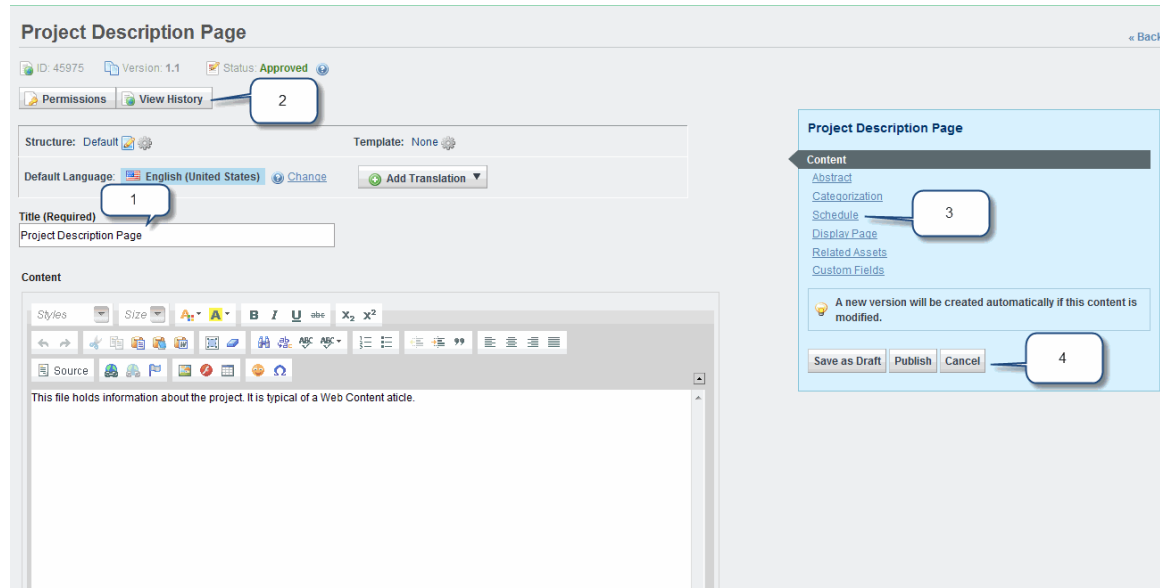 Project Description Page
« Back
ID: 45975 Version: 1.1 Status: Approved
Permissions View History
2
Structure: Default Template: None
Default Language: English (United States) Change Add Translation
1
Title (Required)
Project Description Page
Content
Styles Size A A B I U abc X2 X2
ABC ABC
Source
This file holds information about the project. It is typical of a Web Content aticle.
Project Description Page
Content
Abstract
Categorization
Schedule
3
Display Page
Related Assets
Custom Fields
A new version will be created automatically if this content is
modified.
Save as Draft Publish Cancel
4